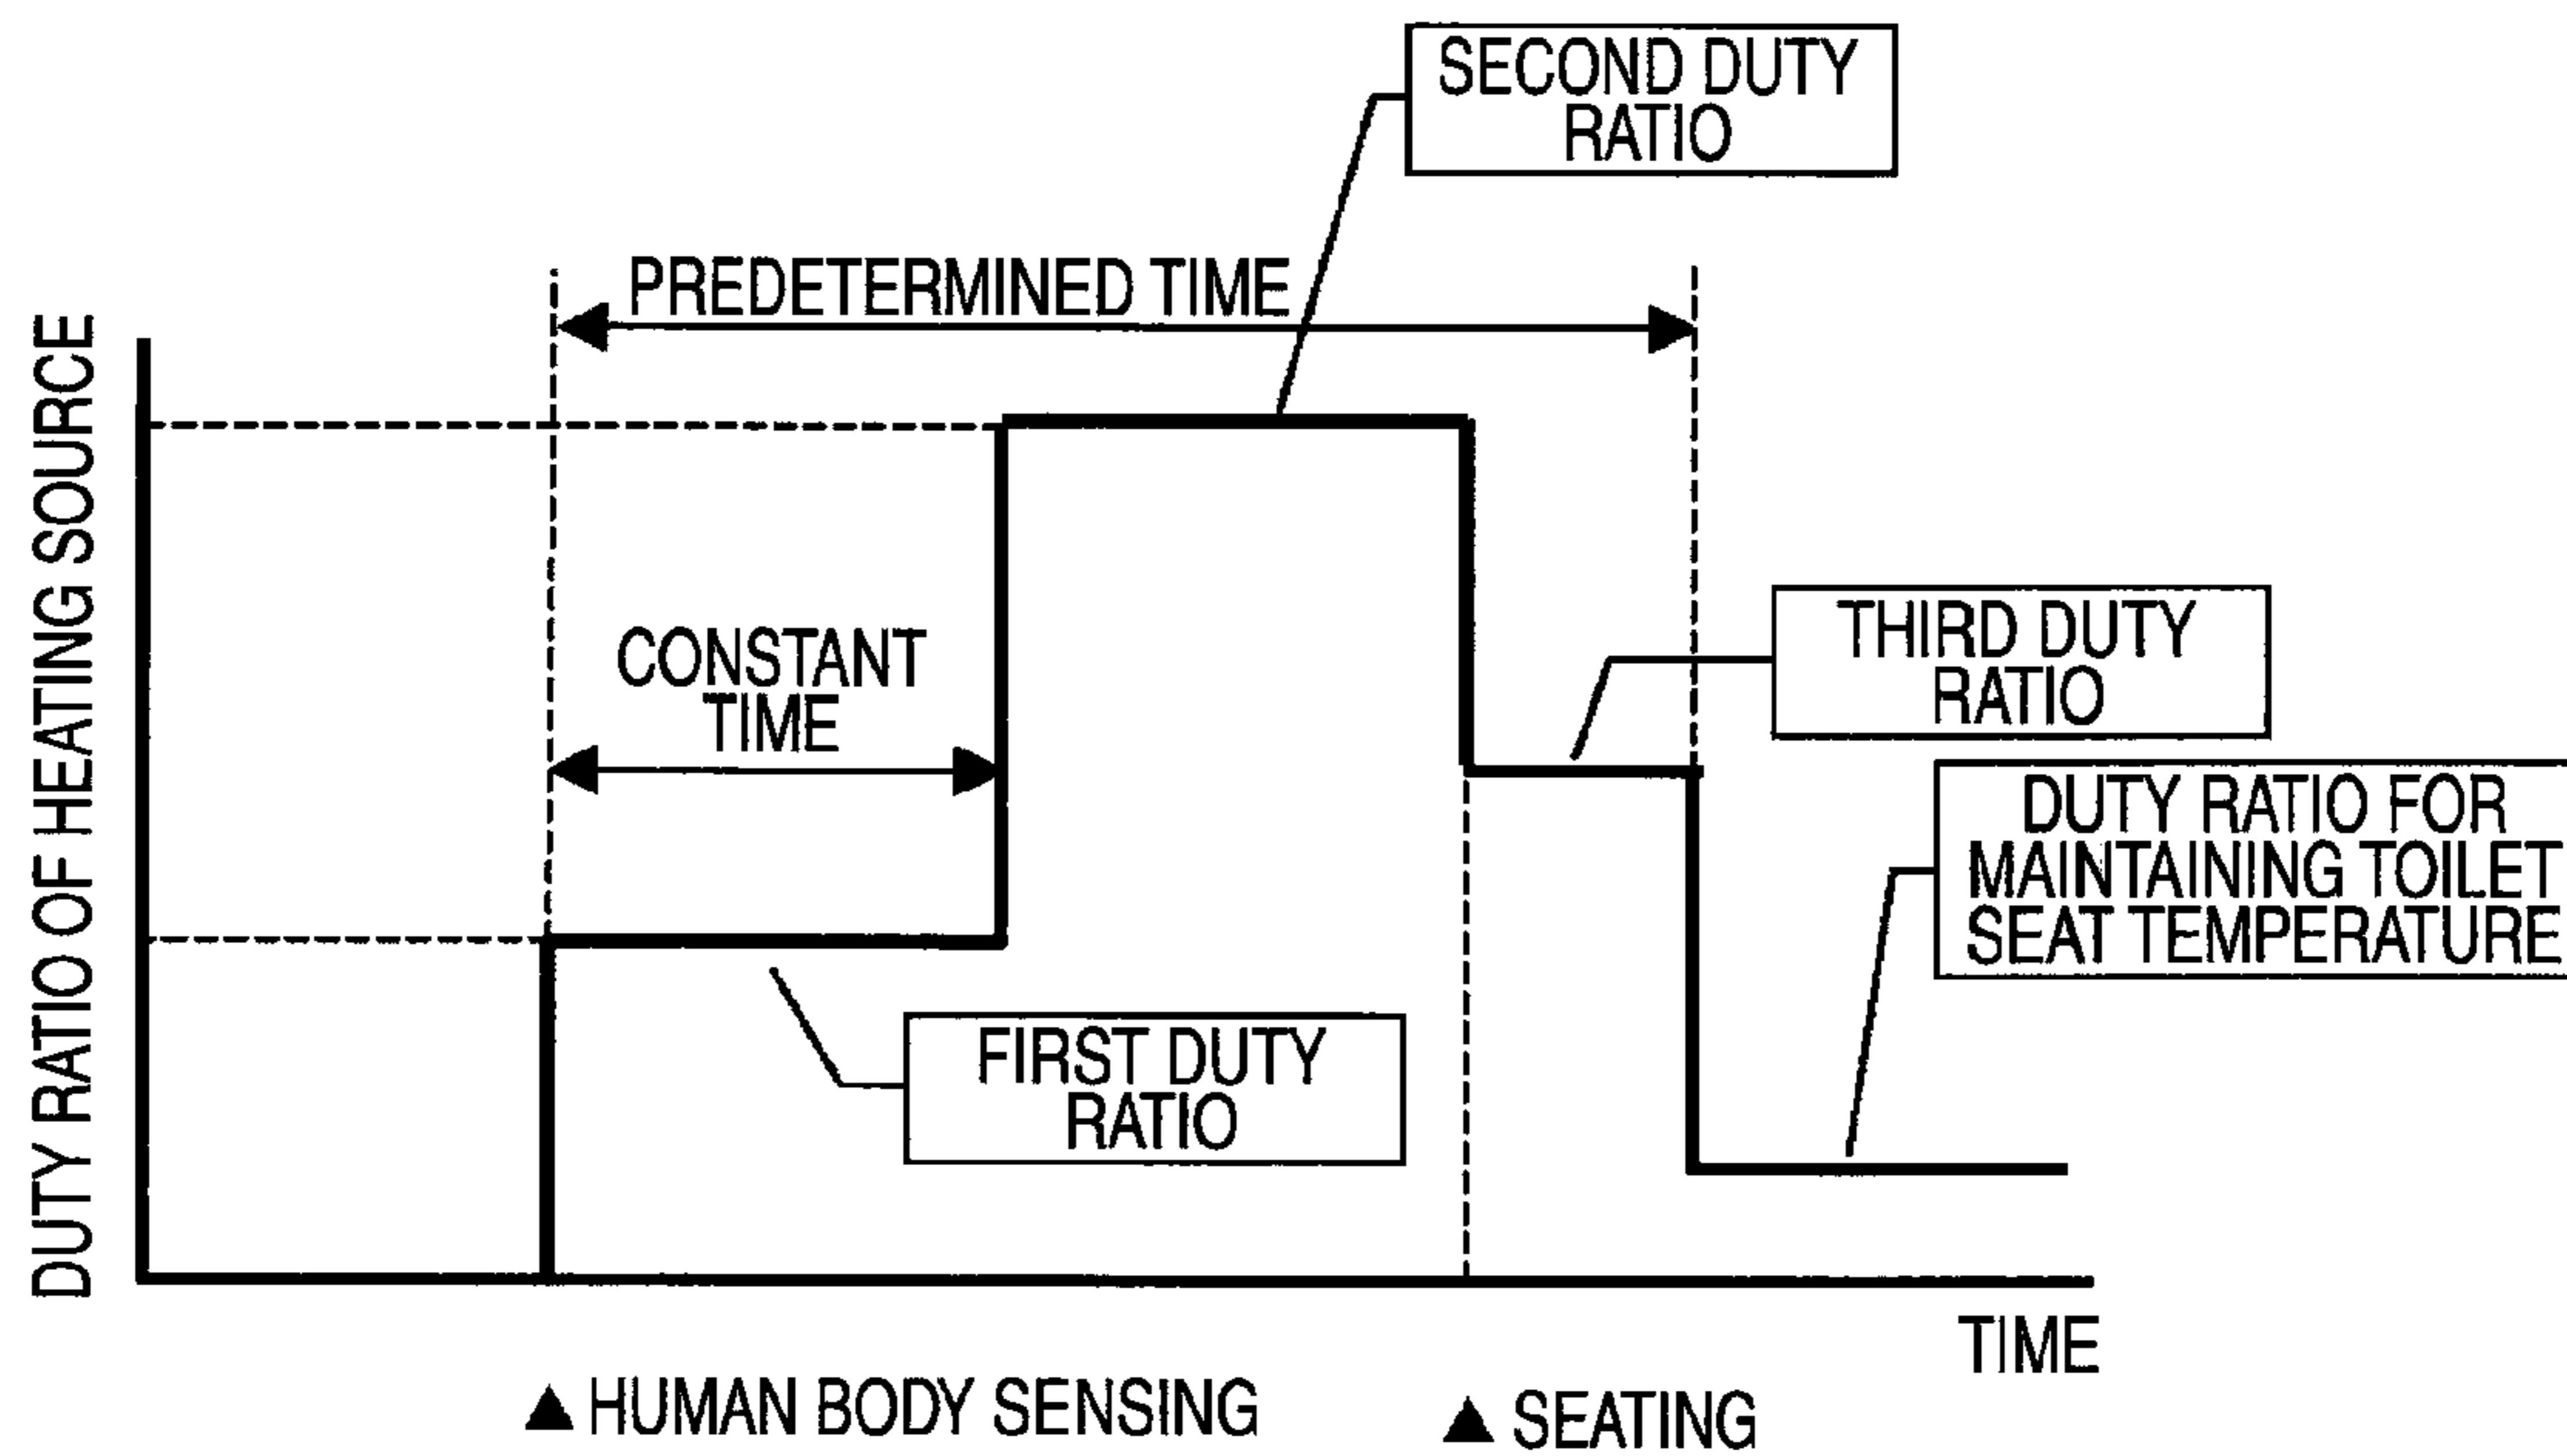 SECOND DUTY
RATIO
PREDETERMINED TIME
DUTY RATIO OF HEATING SOURCE
CONSTANT
TIME
THIRD DUTY
RATIO
DUTY RATIO FOR
MAINTAINING TOILET
SEAT TEMPERATURE
FIRST DUTY
RATIO
TIME
▲ HUMAN BODY SENSING
▲ SEATING